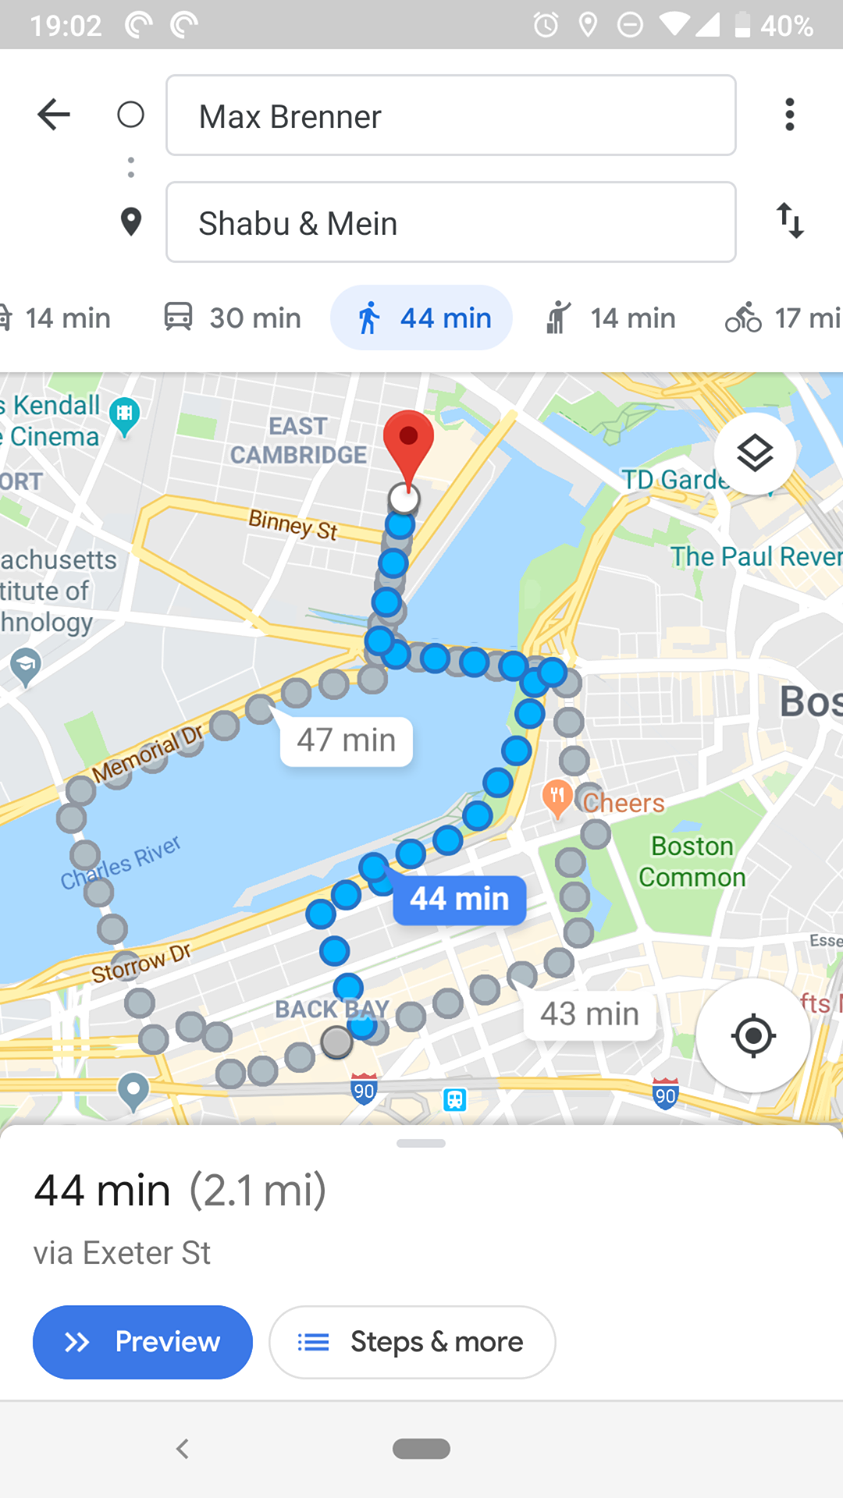 19:02
40%
Max Brenner
Shabu & Mein
14 min
30 min
44 min
14 min
17 mi
s Kendall
e Cinema
EAST
CAMBRIDGE
ORT
TD Garde
Binney St
The Paul Rever
achusetts
titute of
hnology
Bos
47 min
Memorial Dr
Cheers
Charles River
Boston
Common
44 min
Esse
Storrow Dr
BACK BAY
43 min
fts M
90
90
44 min (2.1 mi)
via Exeter St
Preview
Steps & more